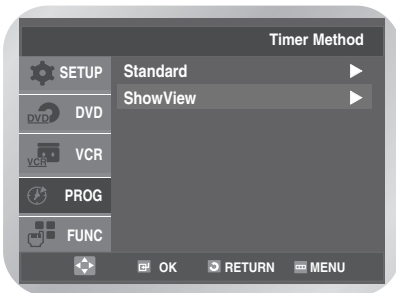 Timer Method
SETUP
Standard
ShowView
DVD
DVD
VCR
VCR
PROG
FUNC
OK RETURN MENU